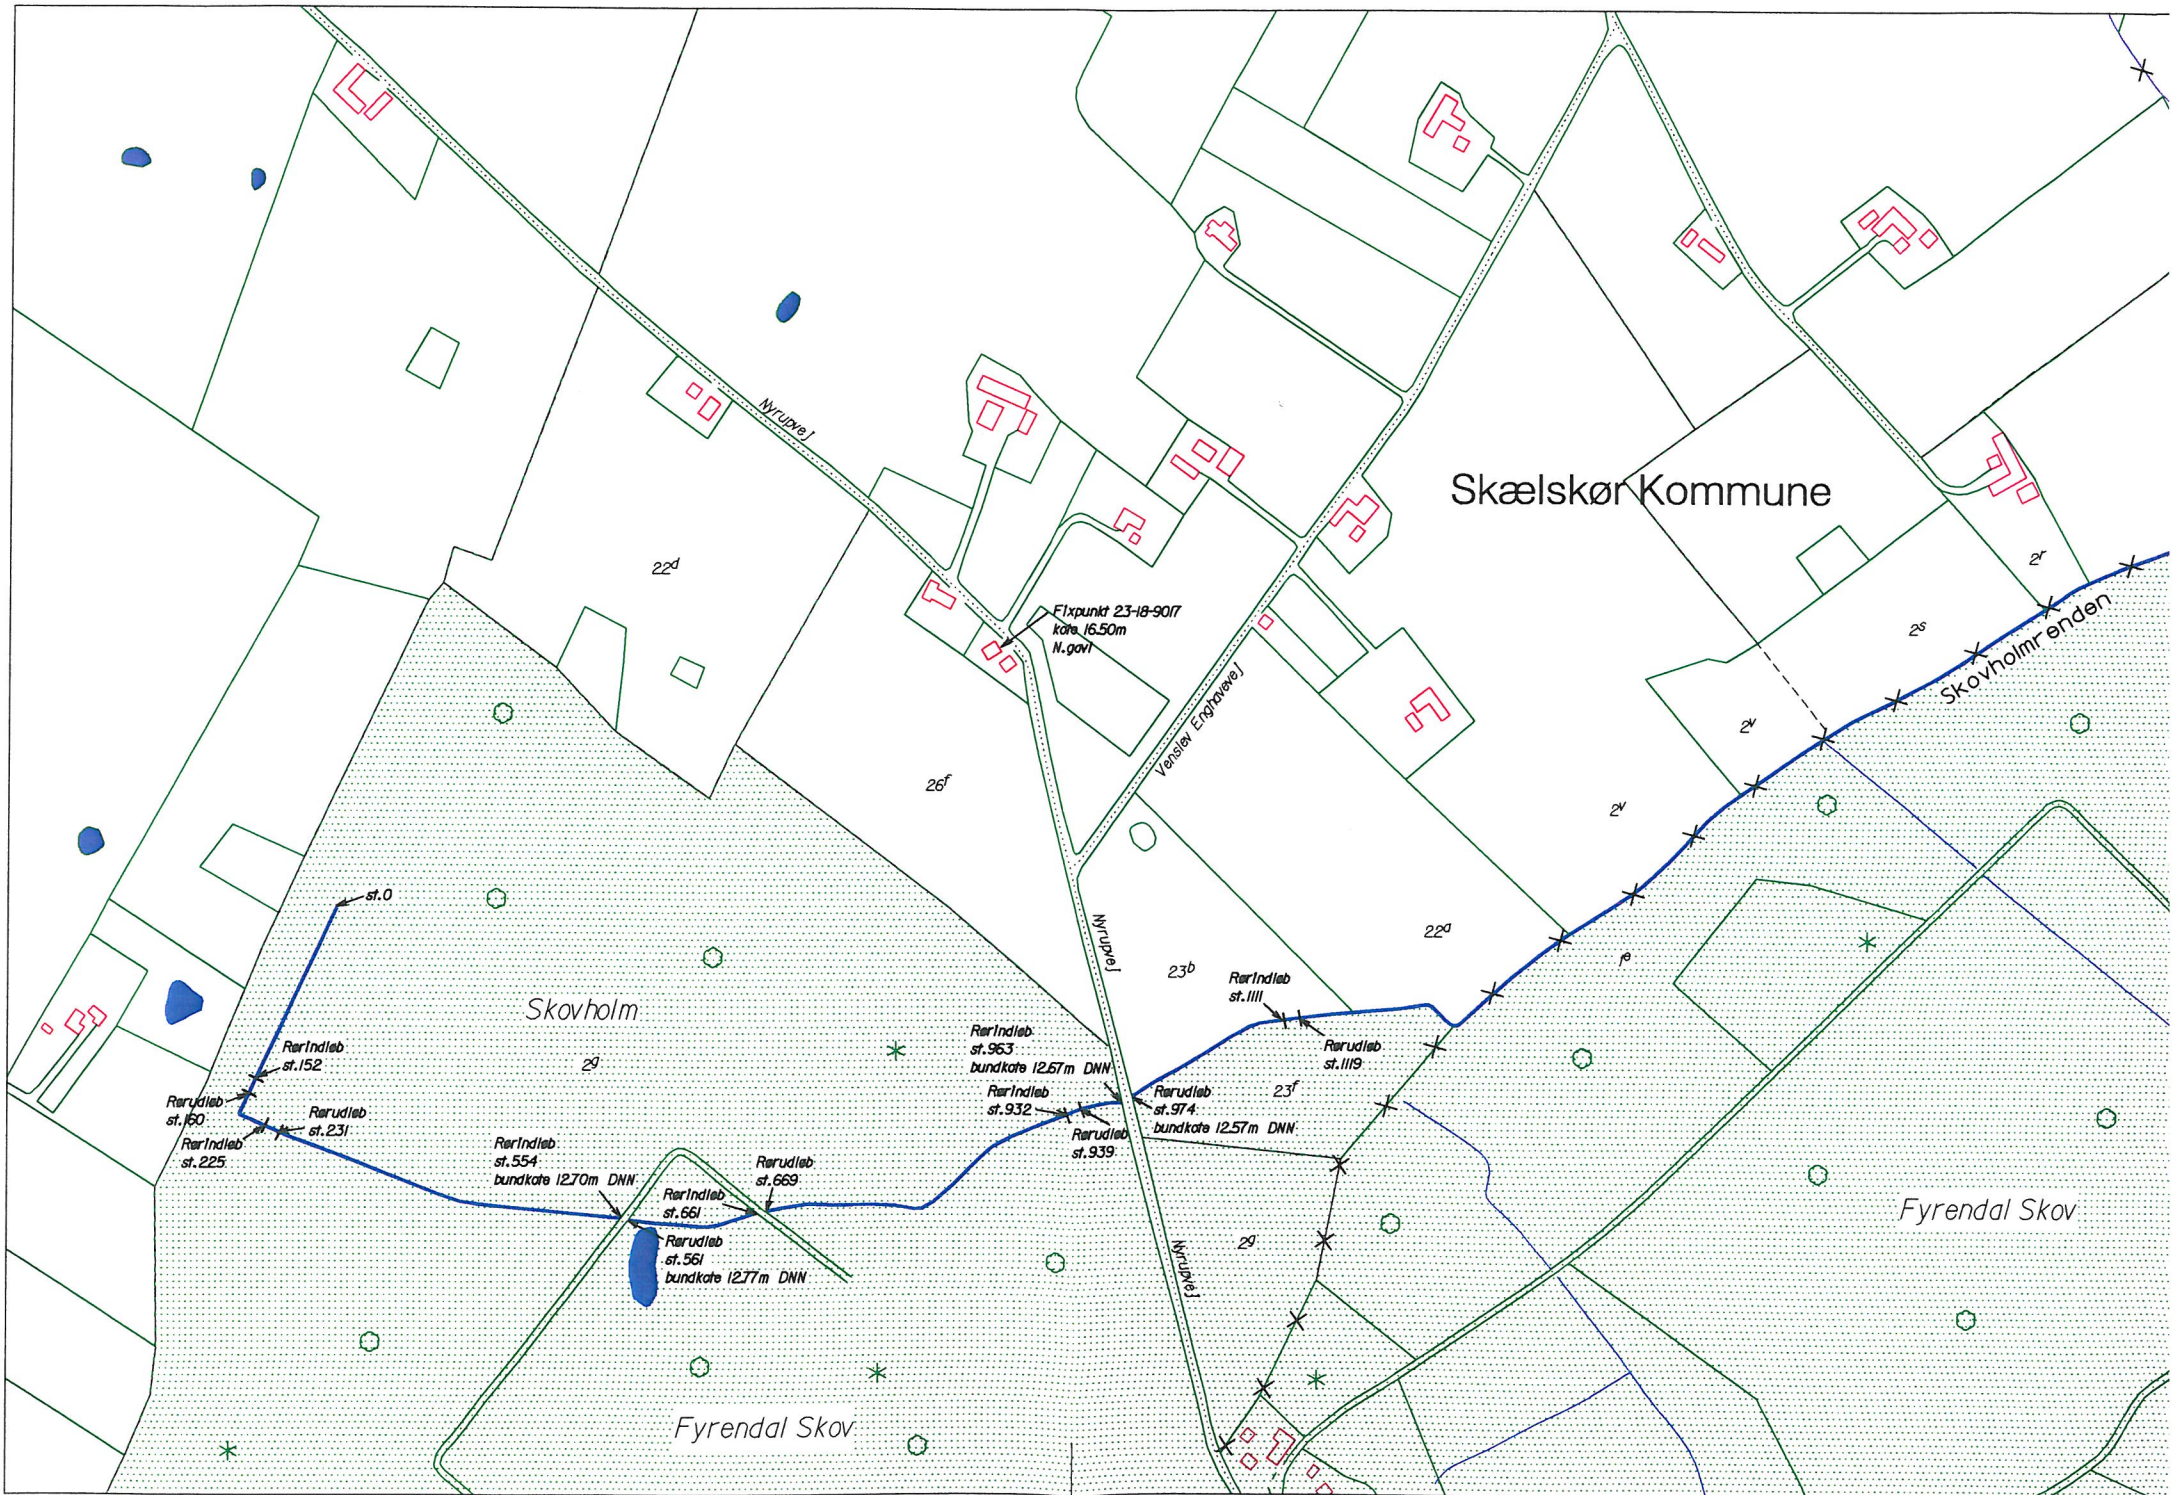 Nyrupvej
Skælskør Kommune
22d
2r
Fixpunkt 23-18-9017
kote 16.50m
N.gavl
2s
Skovholmrenden
Venslev Enghavevej
2v
26f
2v
st.0
Nyrupvej
22a
23b
1e
Rørindløb
st.1111
Skovholm
Rørindløb
st.963
bundkote 12.67m DNN
Rørudløb
st.1119
Rørindløb
st.152
2g
23f
Rørindløb
st.932
Rørudløb
st.974
bundkote 12.57m DNN
Rørudløb
st.160
Rørudløb
st.231
Rørudløb
st.939
Rørindløb
st.225
Rørindløb
st.554
bundkote 12.70m DNN
Rørudløb
st.669
Rørindløb
st.661
Fyrendal Skov
Rørudløb
st.561
bundkote 12.77m DNN
2g
Nyrupvej
Fyrendal Skov